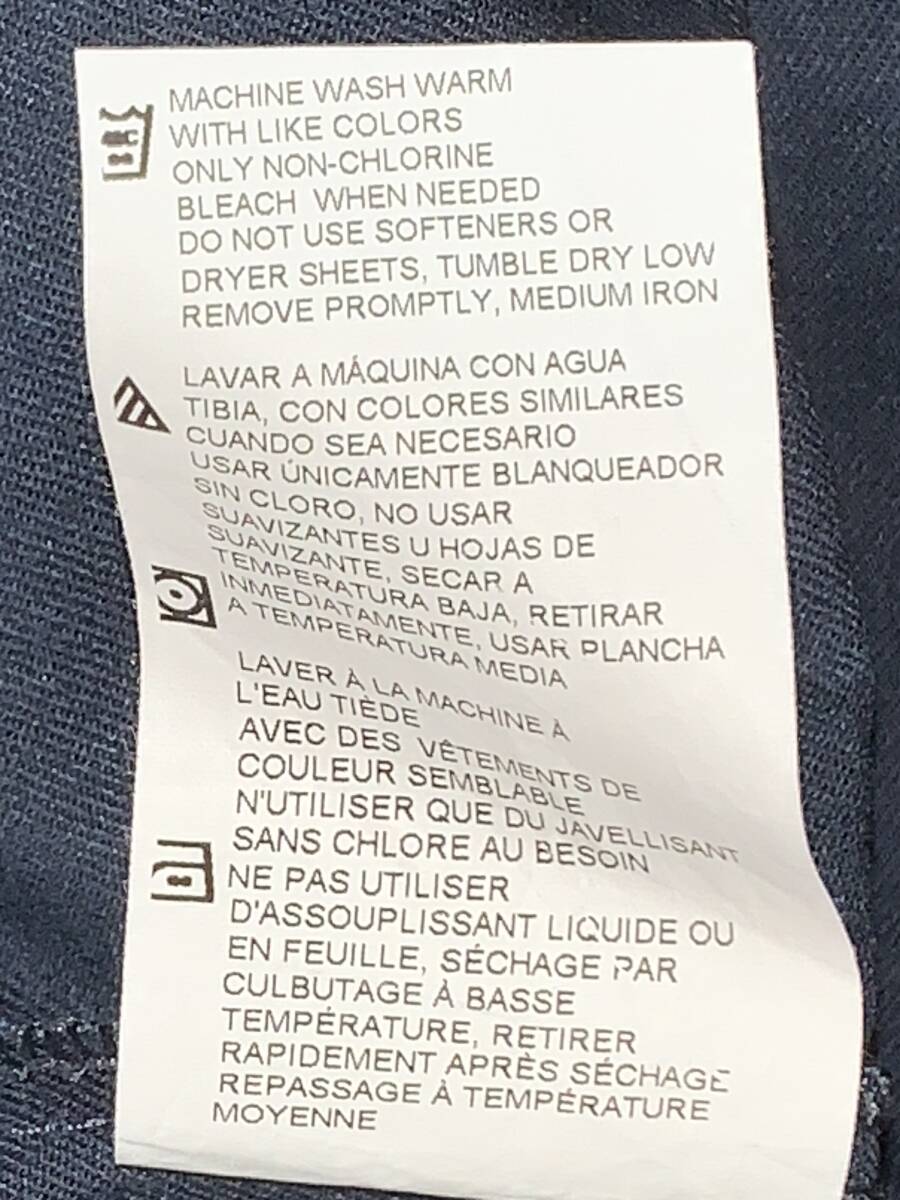 MACHINE WASH WARM
WITH LIKE COLORS
ONLY NON-CHLORINE
BLEACH WHEN NEEDED
DO NOT USE SOFTENERS OR
DRYER SHEETS, TUMBLE DRY LOW
REMOVE PROMPTLY, MEDIUM IRON
LAVAR A MÁQUINA CON AGUA
TIBIA, CON COLORES SIMILARES
CUANDO SEA NECESARIO
USAR ÚNICAMENTE BLANQUEADOR
SIN CLORO, NO USAR
SUAVIZANTES U HOJAS DE
SUAVIZANTE, SECAR A
TEMPERATURA BAJA, RETIRAR
INMEDIATAMENTE, USAR PLANCHA
A TEMPERATURA MEDIA
LAVER À LA MACHINE À
L'EAU TIÈDE
AVEC DES VÊTEMENTS DE
COULEUR SEMBLABLE
N'UTILISER QUE DU JAVELLISANT
SANS CHLORE AU BESOIN
NE PAS UTILISER
D'ASSOUPLISSANT LIQUIDE OU
EN FEUILLE, SÉCHAGE PAR
CULBUTAGE À BASSE
TEMPÉRATURE, RETIRER
RAPIDEMENT APRÈS SÉCHAGE
REPASSAGE À TEMPÉRATURE
MOYENNE